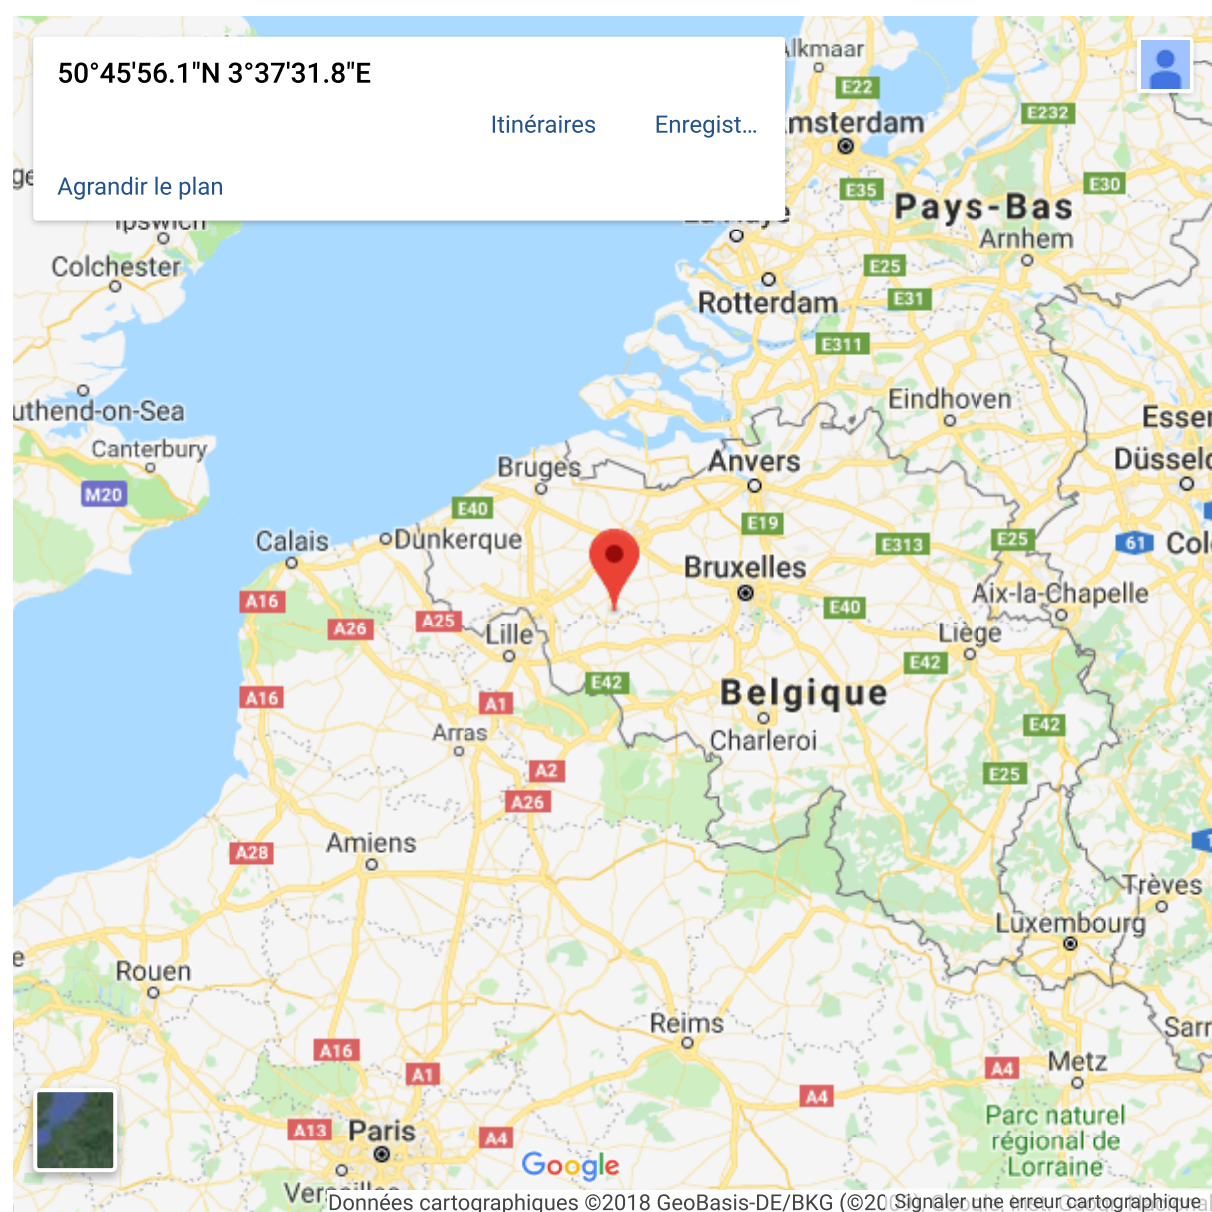 50°45'56.1"N 3°37'31.8"E
Itinéraires
Enregist...
Agrandir le plan
Alkmaar
E22
E232
msterdam
E35
E30
Pays-Bas
Arnhem
Ipswich
Colchester
E25
E31
Rotterdam
E311
Eindhoven
uthend-on-Sea
Canterbury
M20
Esser
Düsseld
Bruges
Anvers
E40
E19
Calais
Dunkerque
E313
E25
61
Col
Bruxelles
A16
A26
A25
Lille
E40
Aix-la-Chapelle
Liège
E42
E42
A16
A1
Belgique
Arras
Charleroi
E42
A2
E25
A26
A28
Amiens
Trèves
Luxembourg
Rouen
Reims
Sarr
A16
A1
Metz
A4
A4
A13
Paris
A4
Parc naturel
régional de
Lorraine
Google
Données cartographiques ©2018 GeoBasis-DE/BKG (©20
Signaler une erreur cartographique